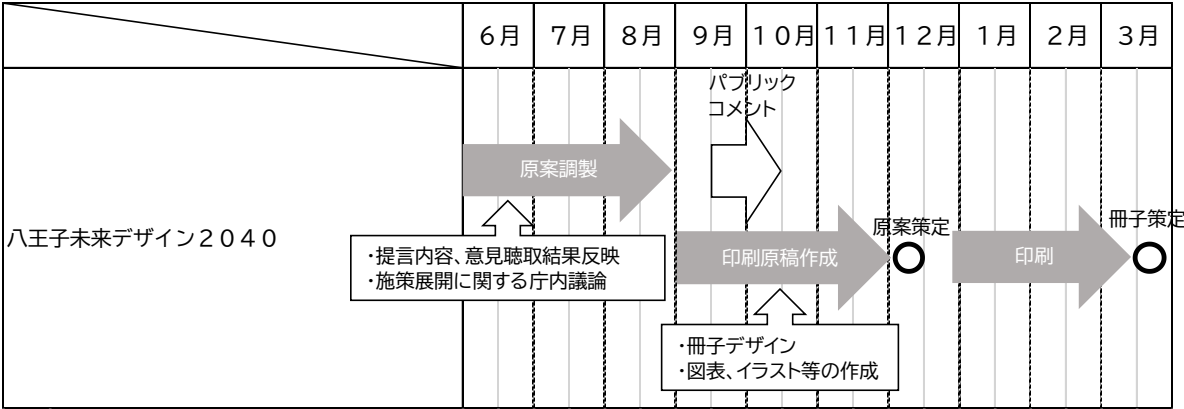 ６月 ７月 ８月 ９月 １０月 １１月 １２月 １月 ２月 ３月
パブリック
コメント
原案調製
八王子未来デザイン２０４０
・提言内容、意見聴取結果反映
・施策展開に関する庁内議論
印刷原稿作成
原案策定
印刷
冊子策定
・冊子デザイン
・図表、イラスト等の作成